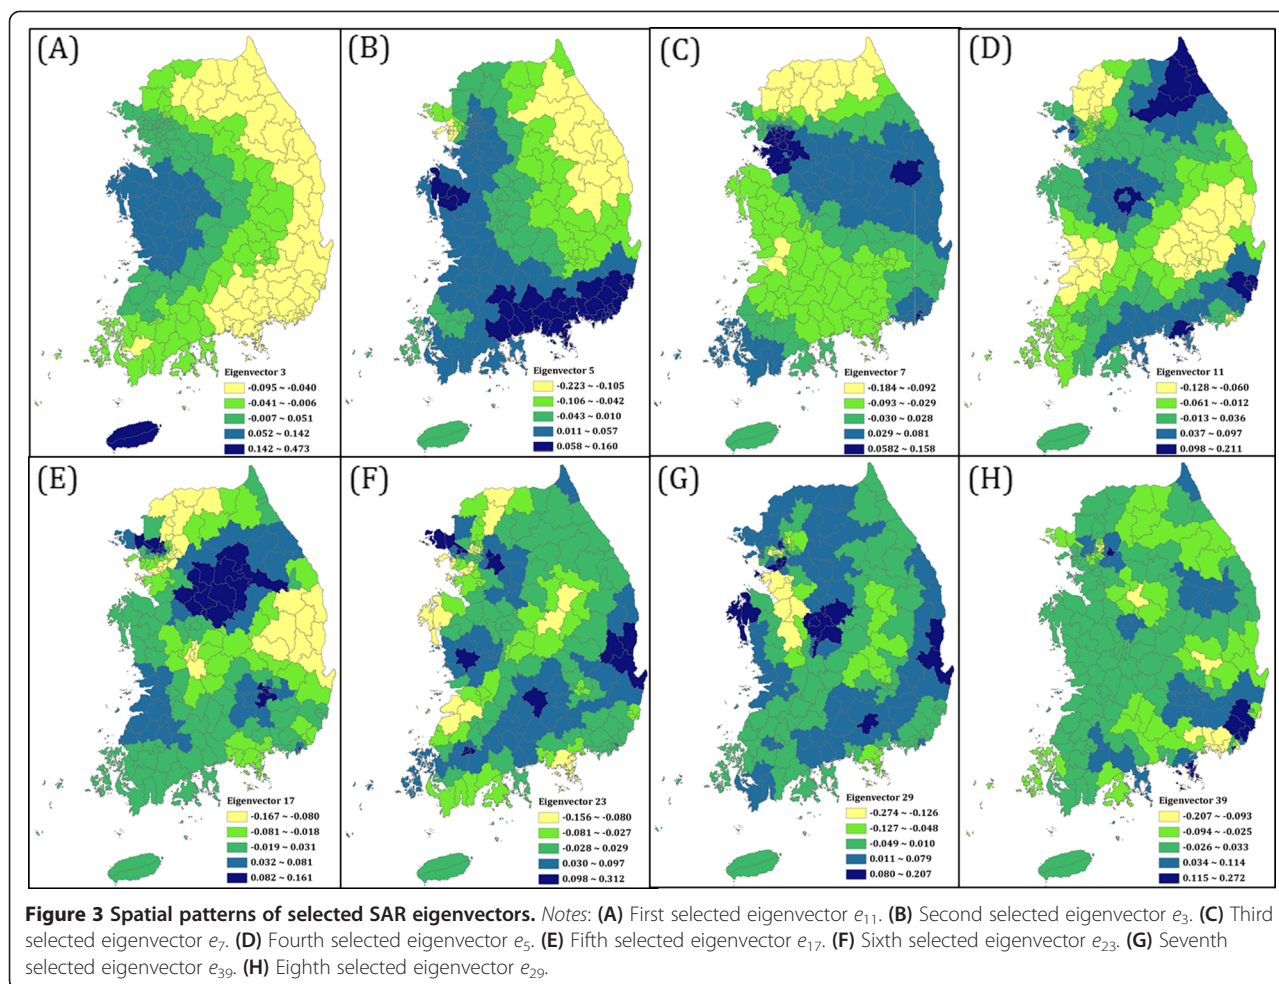 (A)
Eigenvector 3
-0.095 ~ -0.040
-0.041 ~ -0.006
-0.007 ~ 0.051
0.052 ~ 0.142
0.142 ~ 0.473
(B)
Eigenvector 5
-0.223 ~ -0.105
-0.106 ~ -0.042
-0.043 ~ 0.010
0.011 ~ 0.057
0.058 ~ 0.160
(C)
Eigenvector 7
-0.184 ~ -0.092
-0.093 ~ -0.029
-0.030 ~ 0.028
0.029 ~ 0.081
0.0582 ~ 0.158
(D)
Eigenvector 11
-0.128 ~ -0.060
-0.061 ~ -0.012
-0.013 ~ 0.036
0.037 ~ 0.097
0.098 ~ 0.211
(E)
Eigenvector 17
-0.167 ~ -0.080
-0.081 ~ -0.018
-0.019 ~ 0.031
0.032 ~ 0.081
0.082 ~ 0.161
(F)
Eigenvector 23
-0.156 ~ -0.080
-0.081 ~ -0.027
-0.028 ~ 0.029
0.030 ~ 0.097
0.098 ~ 0.312
(G)
Eigenvector 29
-0.274 ~ -0.126
-0.127 ~ -0.048
-0.049 ~ 0.010
0.011 ~ 0.079
0.080 ~ 0.207
(H)
Eigenvector 39
-0.207 ~ -0.093
-0.094 ~ -0.025
-0.026 ~ 0.033
0.034 ~ 0.114
0.115 ~ 0.272
Figure 3 Spatial patterns of selected SAR eigenvectors. Notes: (A) First selected eigenvector e11. (B) Second selected eigenvector e3. (C) Third
selected eigenvector e7. (D) Fourth selected eigenvector e5. (E) Fifth selected eigenvector e17. (F) Sixth selected eigenvector e23. (G) Seventh
selected eigenvector e39. (H) Eighth selected eigenvector e29.